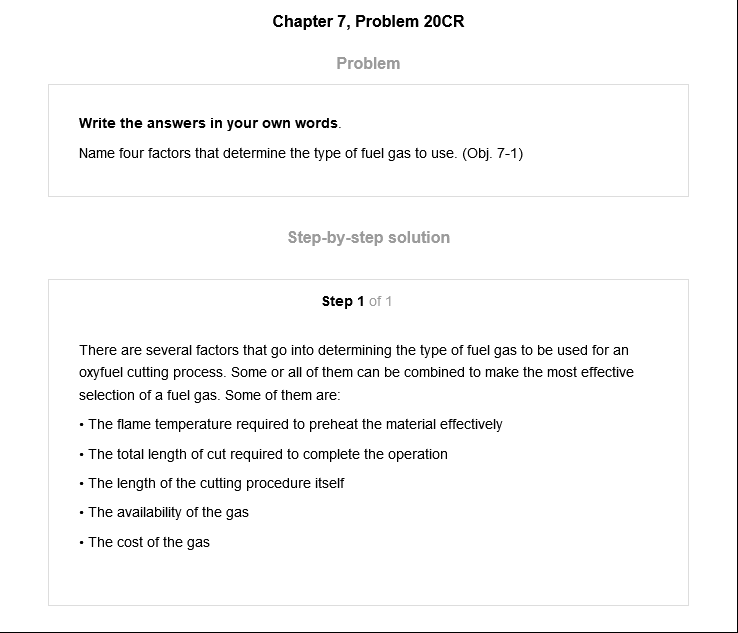 Chapter 7, Problem 20CR
Problem
Write the answers in your own words.
Name four factors that determine the type of fuel gas to use. (Obj. 7-1)
Step-by-step solution
Step 1 of 1
There are several factors that go into determining the type of fuel gas to be used for an
oxyfuel cutting process. Some or all of them can be combined to make the most effective
selection of a fuel gas. Some of them are:
• The flame temperature required to preheat the material effectively
• The total length of cut required to complete the operation
• The length of the cutting procedure itself
• The availability of the gas
• The cost of the gas